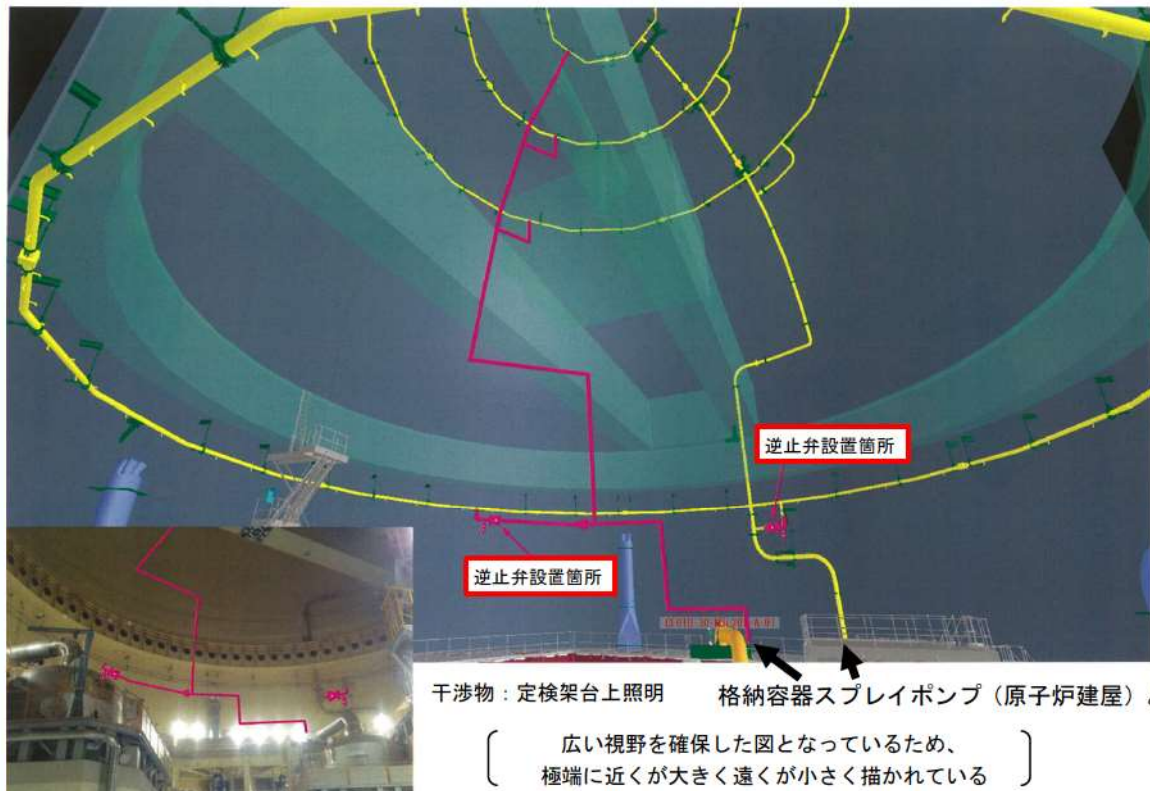 逆止弁設置箇所
逆止弁設置箇所
干渉物：定検架台上照明
格納容器スプレイポンプ（原子炉建屋）
広い視野を確保した図となっているため、
極端に近くが大きく遠くが小さく描かれている